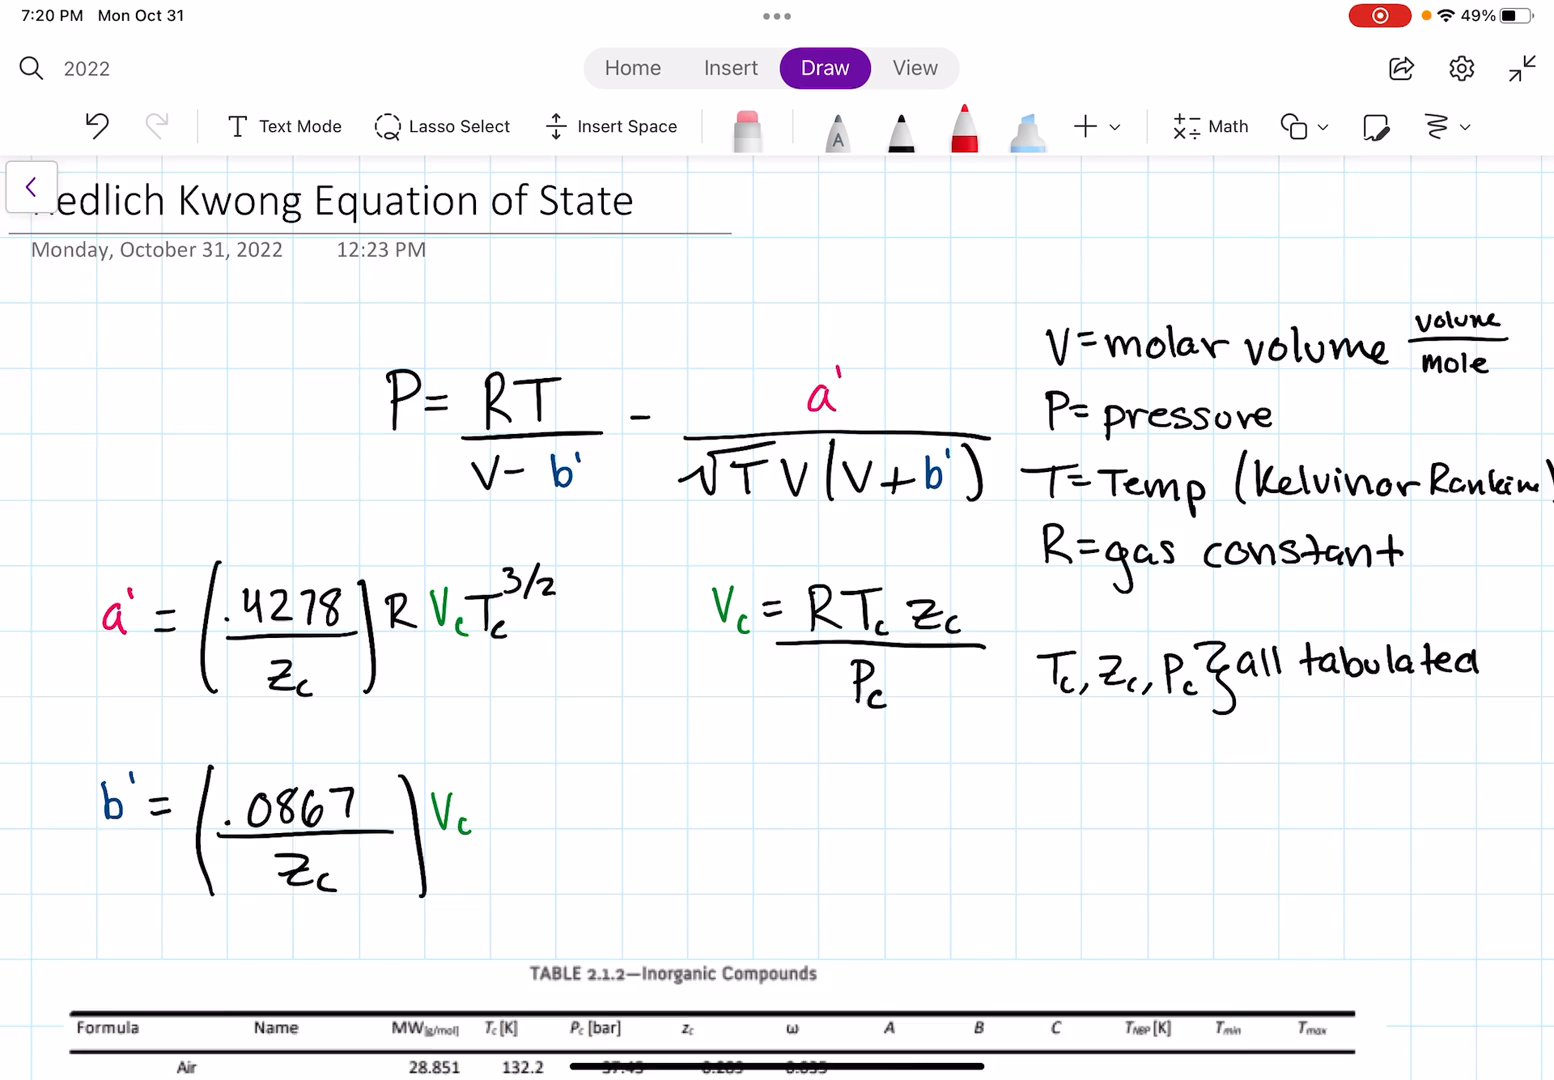 7:20 PM Mon Oct 31
49%
2022
Home Insert Draw View
Text Mode Lasso Select Insert Space A Math
edlich Kwong Equation of State
Monday, October 31, 2022 12:23 PM
V = molar volume volume/mole
P = RT/(V - b') - a'/(√T V (V + b'))
P = pressure
T = Temp (Kelvin or Rankine)
R = gas constant
a' = (.4278/Zc) R Vc Tc^3/2
Vc = RTc Zc/Pc
Tc, Zc, Pc } all tabulated
b' = (.0867/Zc) Vc
TABLE 2.1.2—Inorganic Compounds
Formula Name MW[g/mol] Tc [K] Pc [bar] zc ω A B C TNBP [K] Tmin Tmax
Air 28.851 132.2